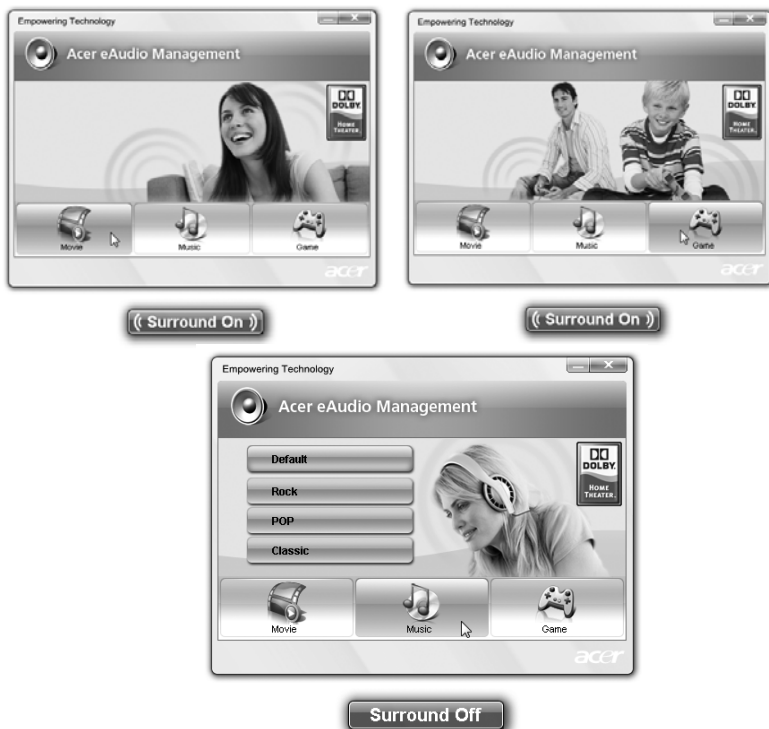 Empowering Technology
Acer eAudio Management
DOLBY
HOME
THEATER
Movie
Music
Game
acer
Surround On
Empowering Technology
Acer eAudio Management
DOLBY
HOME
THEATER
Movie
Music
Game
acer
Surround On
Empowering Technology
Acer eAudio Management
Default
Rock
POP
Classic
DOLBY
HOME
THEATER
Movie
Music
Game
acer
Surround Off